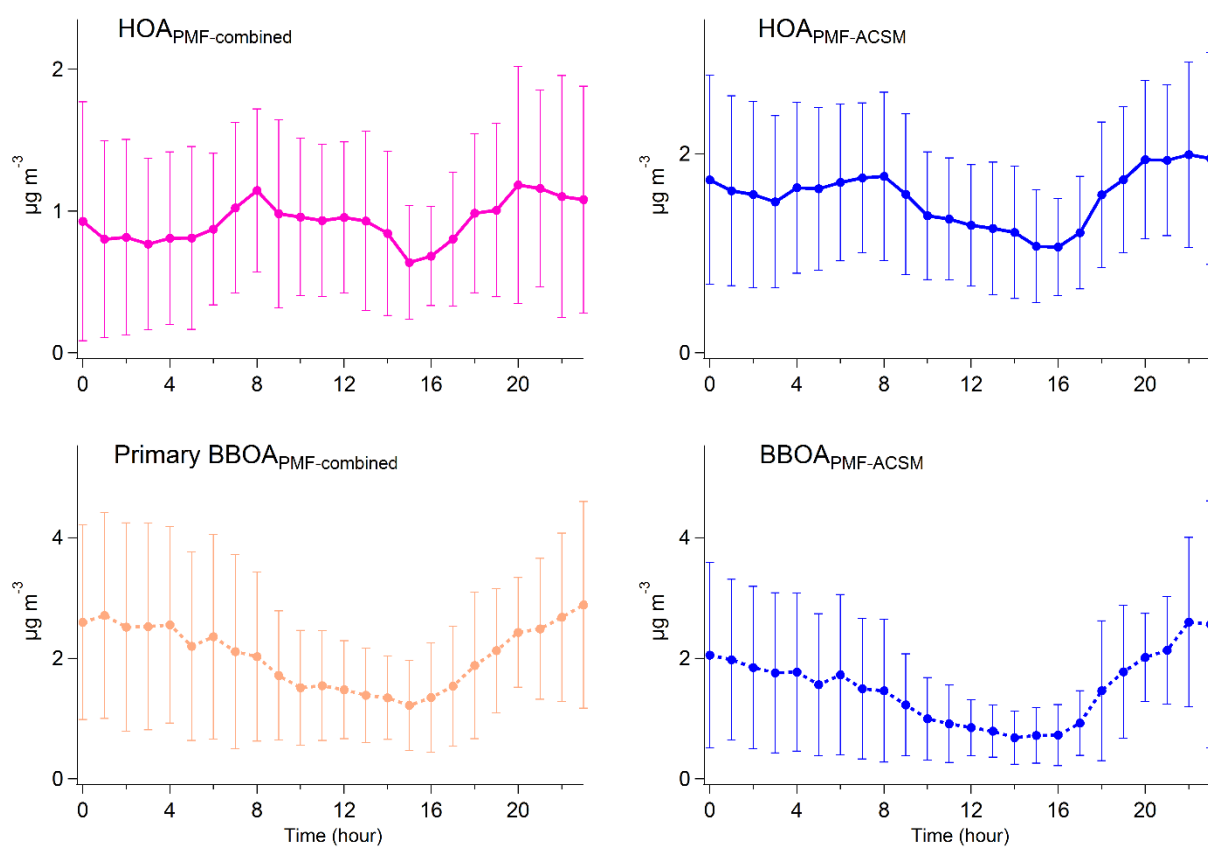 HOAPMF-combined
2
1
0
µg m-3
0 4 8 12 16 20
HOAPMF-ACSM
2
0
µg m-3
0 4 8 12 16 20
Primary BBOAPMF-combined
4
2
0
µg m-3
0 4 8 12 16 20
Time (hour)
BBOAPMF-ACSM
4
2
0
µg m-3
0 4 8 12 16 20
Time (hour)